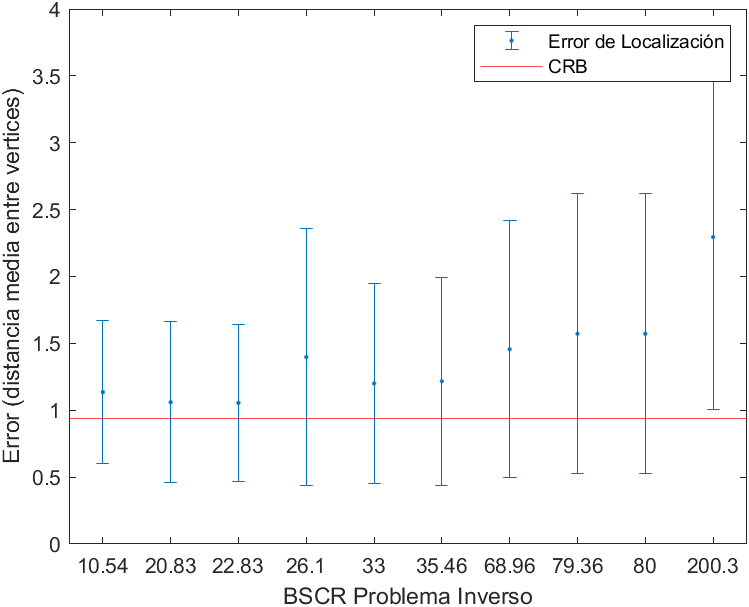 Error de Localización
CRB
4
3.5
3
2.5
2
1.5
1
0.5
0
Error (distancia media entre vertices)
10.54 20.83 22.83 26.1 33 35.46 68.96 79.36 80 200.3
BSCR Problema Inverso